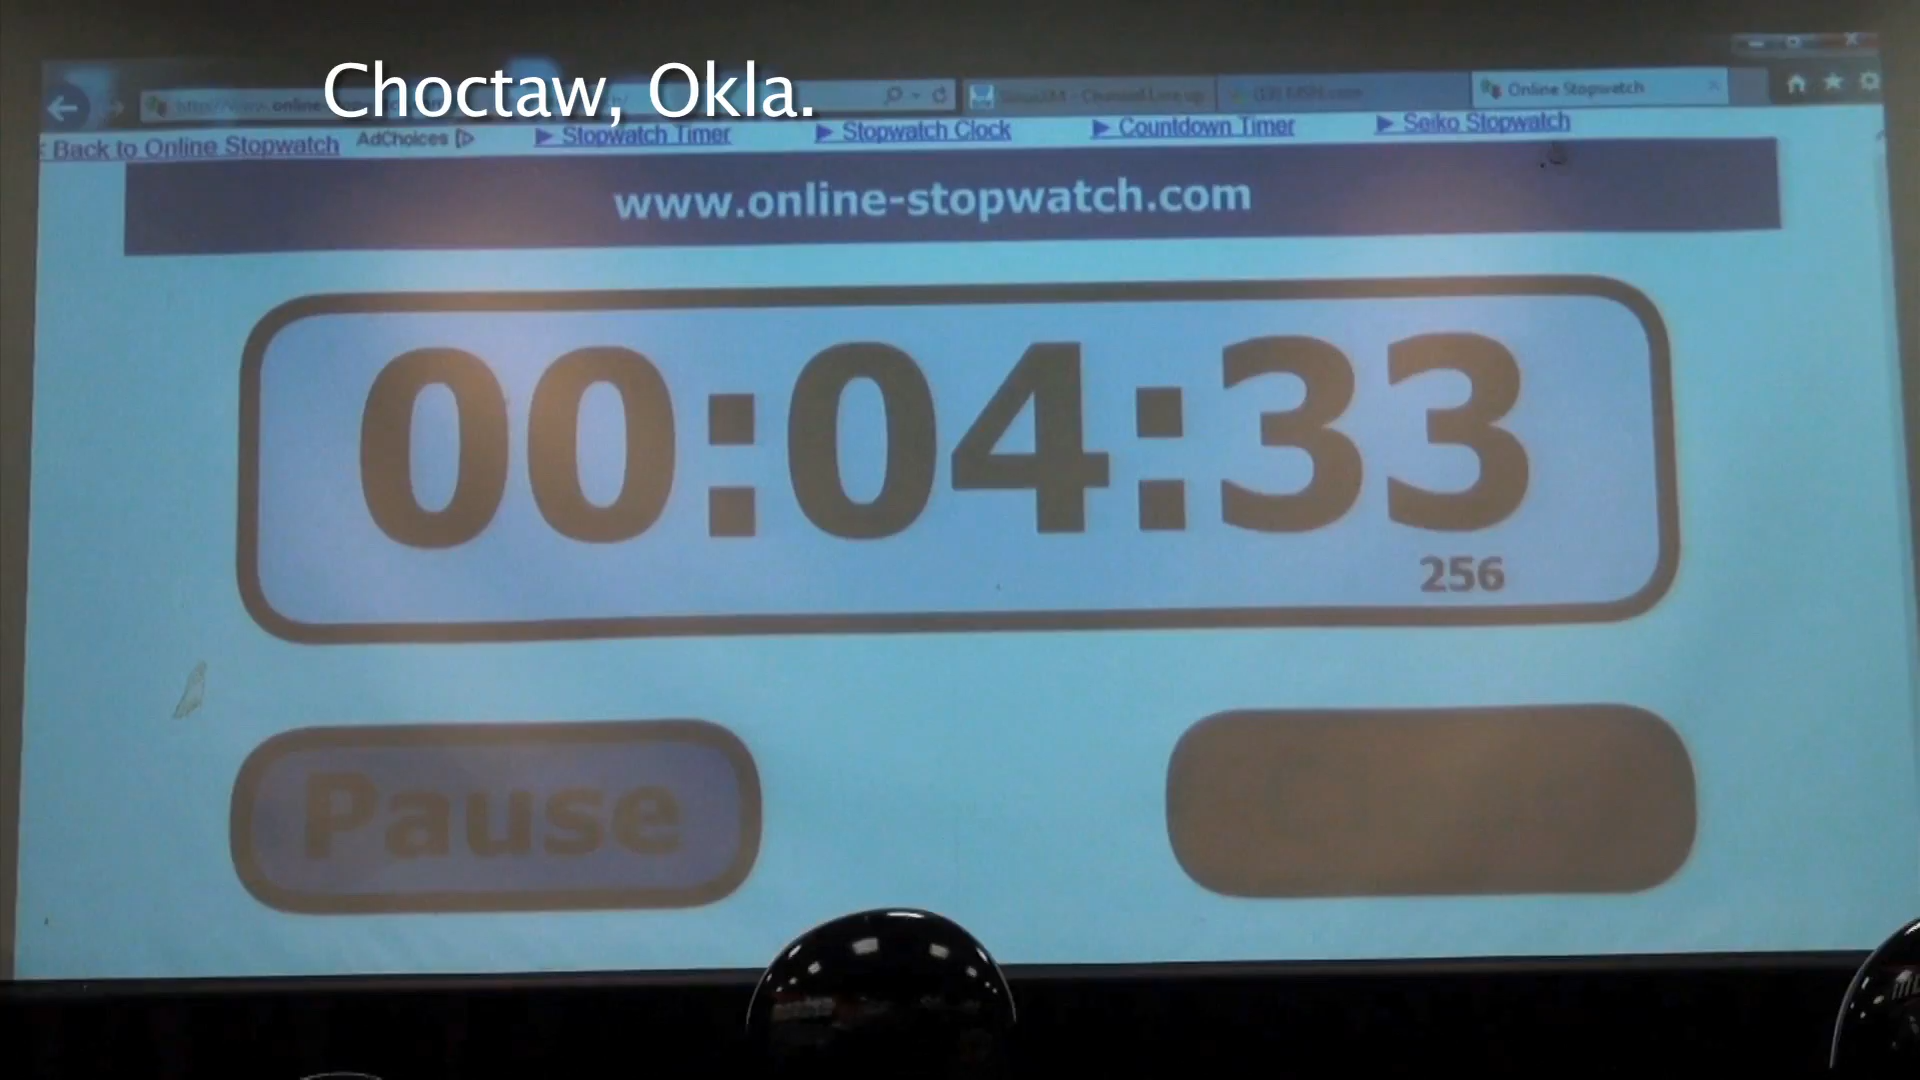 Choctaw, Okla.
Online Stopwatch
Back to Online Stopwatch
AdChoices
Stopwatch Timer
Stopwatch Clock
Countdown Timer
Seiko Stopwatch
www.online-stopwatch.com
00:04:33
256
Pause